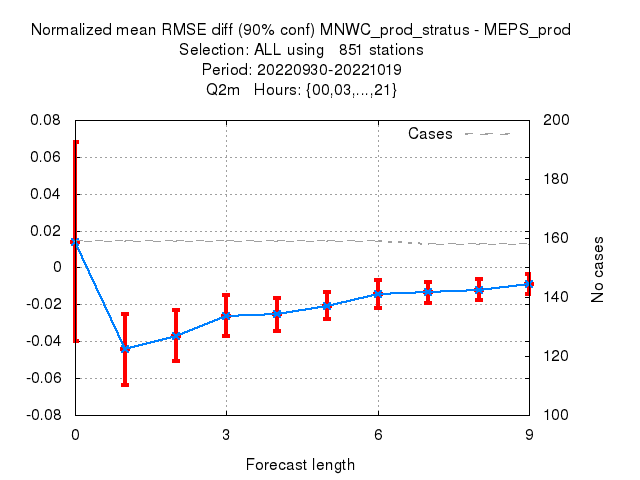 Normalized mean RMSE diff (90% conf) MNWC_prod_stratus - MEPS_prod
Selection: ALL using   851 stations
Period: 20220930-20221019
Q2m   Hours: {00,03,...,21}
Cases
0.08
0.06
0.04
0.02
0
-0.02
-0.04
-0.06
-0.08
200
180
160
140
120
100
No cases
0
3
6
9
Forecast length